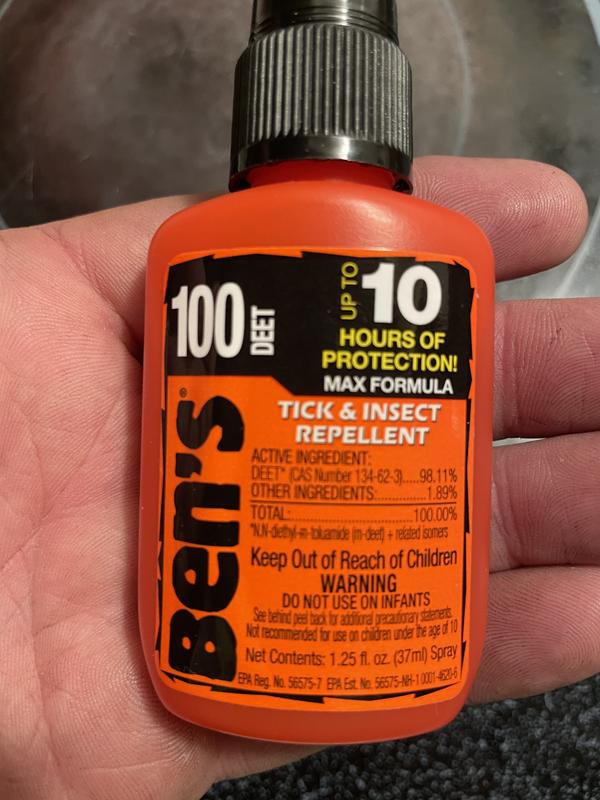 100 DEET
UP TO 10
HOURS OF
PROTECTION!
MAX FORMULA
Ben's®
TICK & INSECT
REPELLENT
ACTIVE INGREDIENT:
DEET* (CAS Number 134-62-3).....98.11%
OTHER INGREDIENTS:................1.89%
TOTAL:..............................100.00%
*N,N-diethyl-m-toluamide (m-deet) + related isomers
Keep Out of Reach of Children
WARNING
DO NOT USE ON INFANTS
See behind peel back for additional precautionary statements.
Not recommended for use on children under the age of 10
Net Contents: 1.25 fl. oz. (37ml) Spray
EPA Reg. No. 56575-7 EPA Est. No. 56575-NH-1 0001-4620-6